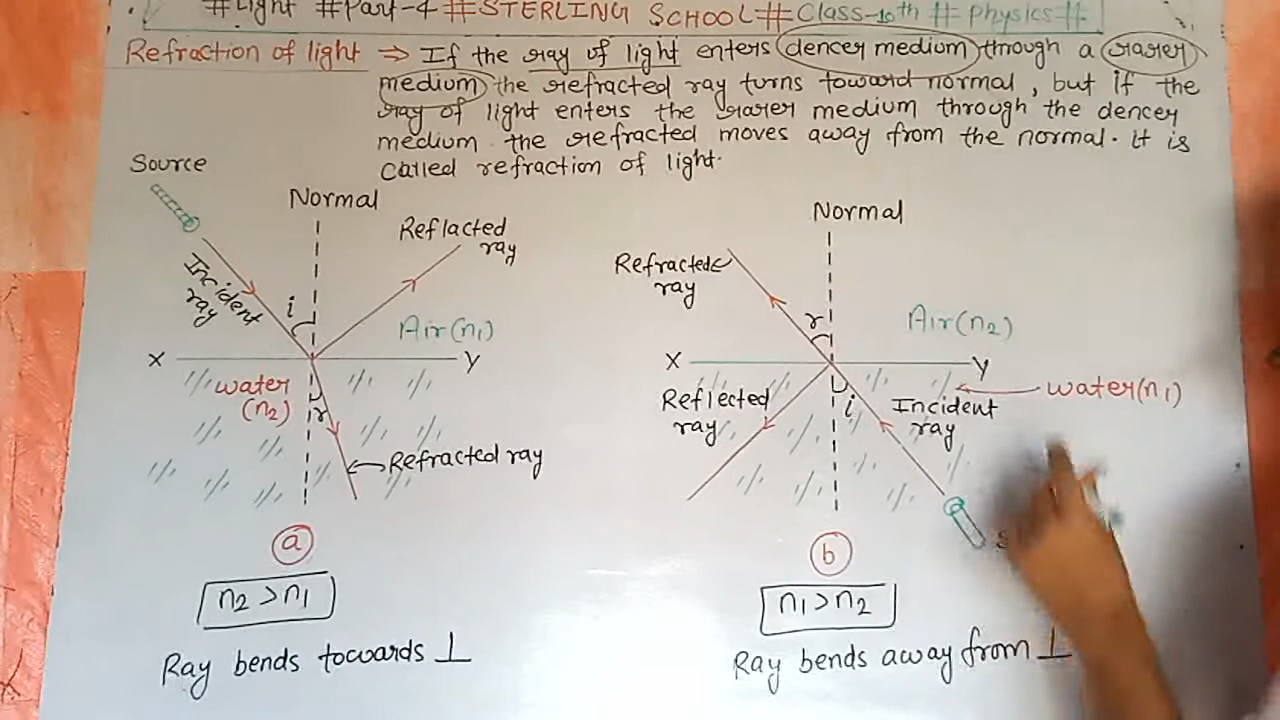 #Light #Part-4 #STERLING SCHOOL# Class-10th # Physics #
Refraction of light ⇒ If the ray of light enters dencer medium through a rarer
medium the refracted ray turns toward normal, but if the
ray of light enters the rarer medium through the dencer
medium. the refracted moves away from the normal. it is
called refraction of light.
Source
Normal
Reflacted
ray
Incident
ray
i
Air(n1)
X
Y
water
(n2)
r
Refracted ray
a
n2 > n1
Ray bends towards ⊥
Normal
Refracted
ray
r
Air(n2)
X
Y
water(n1)
Reflected
ray
i
Incident
ray
b
n1 > n2
Ray bends away from ⊥